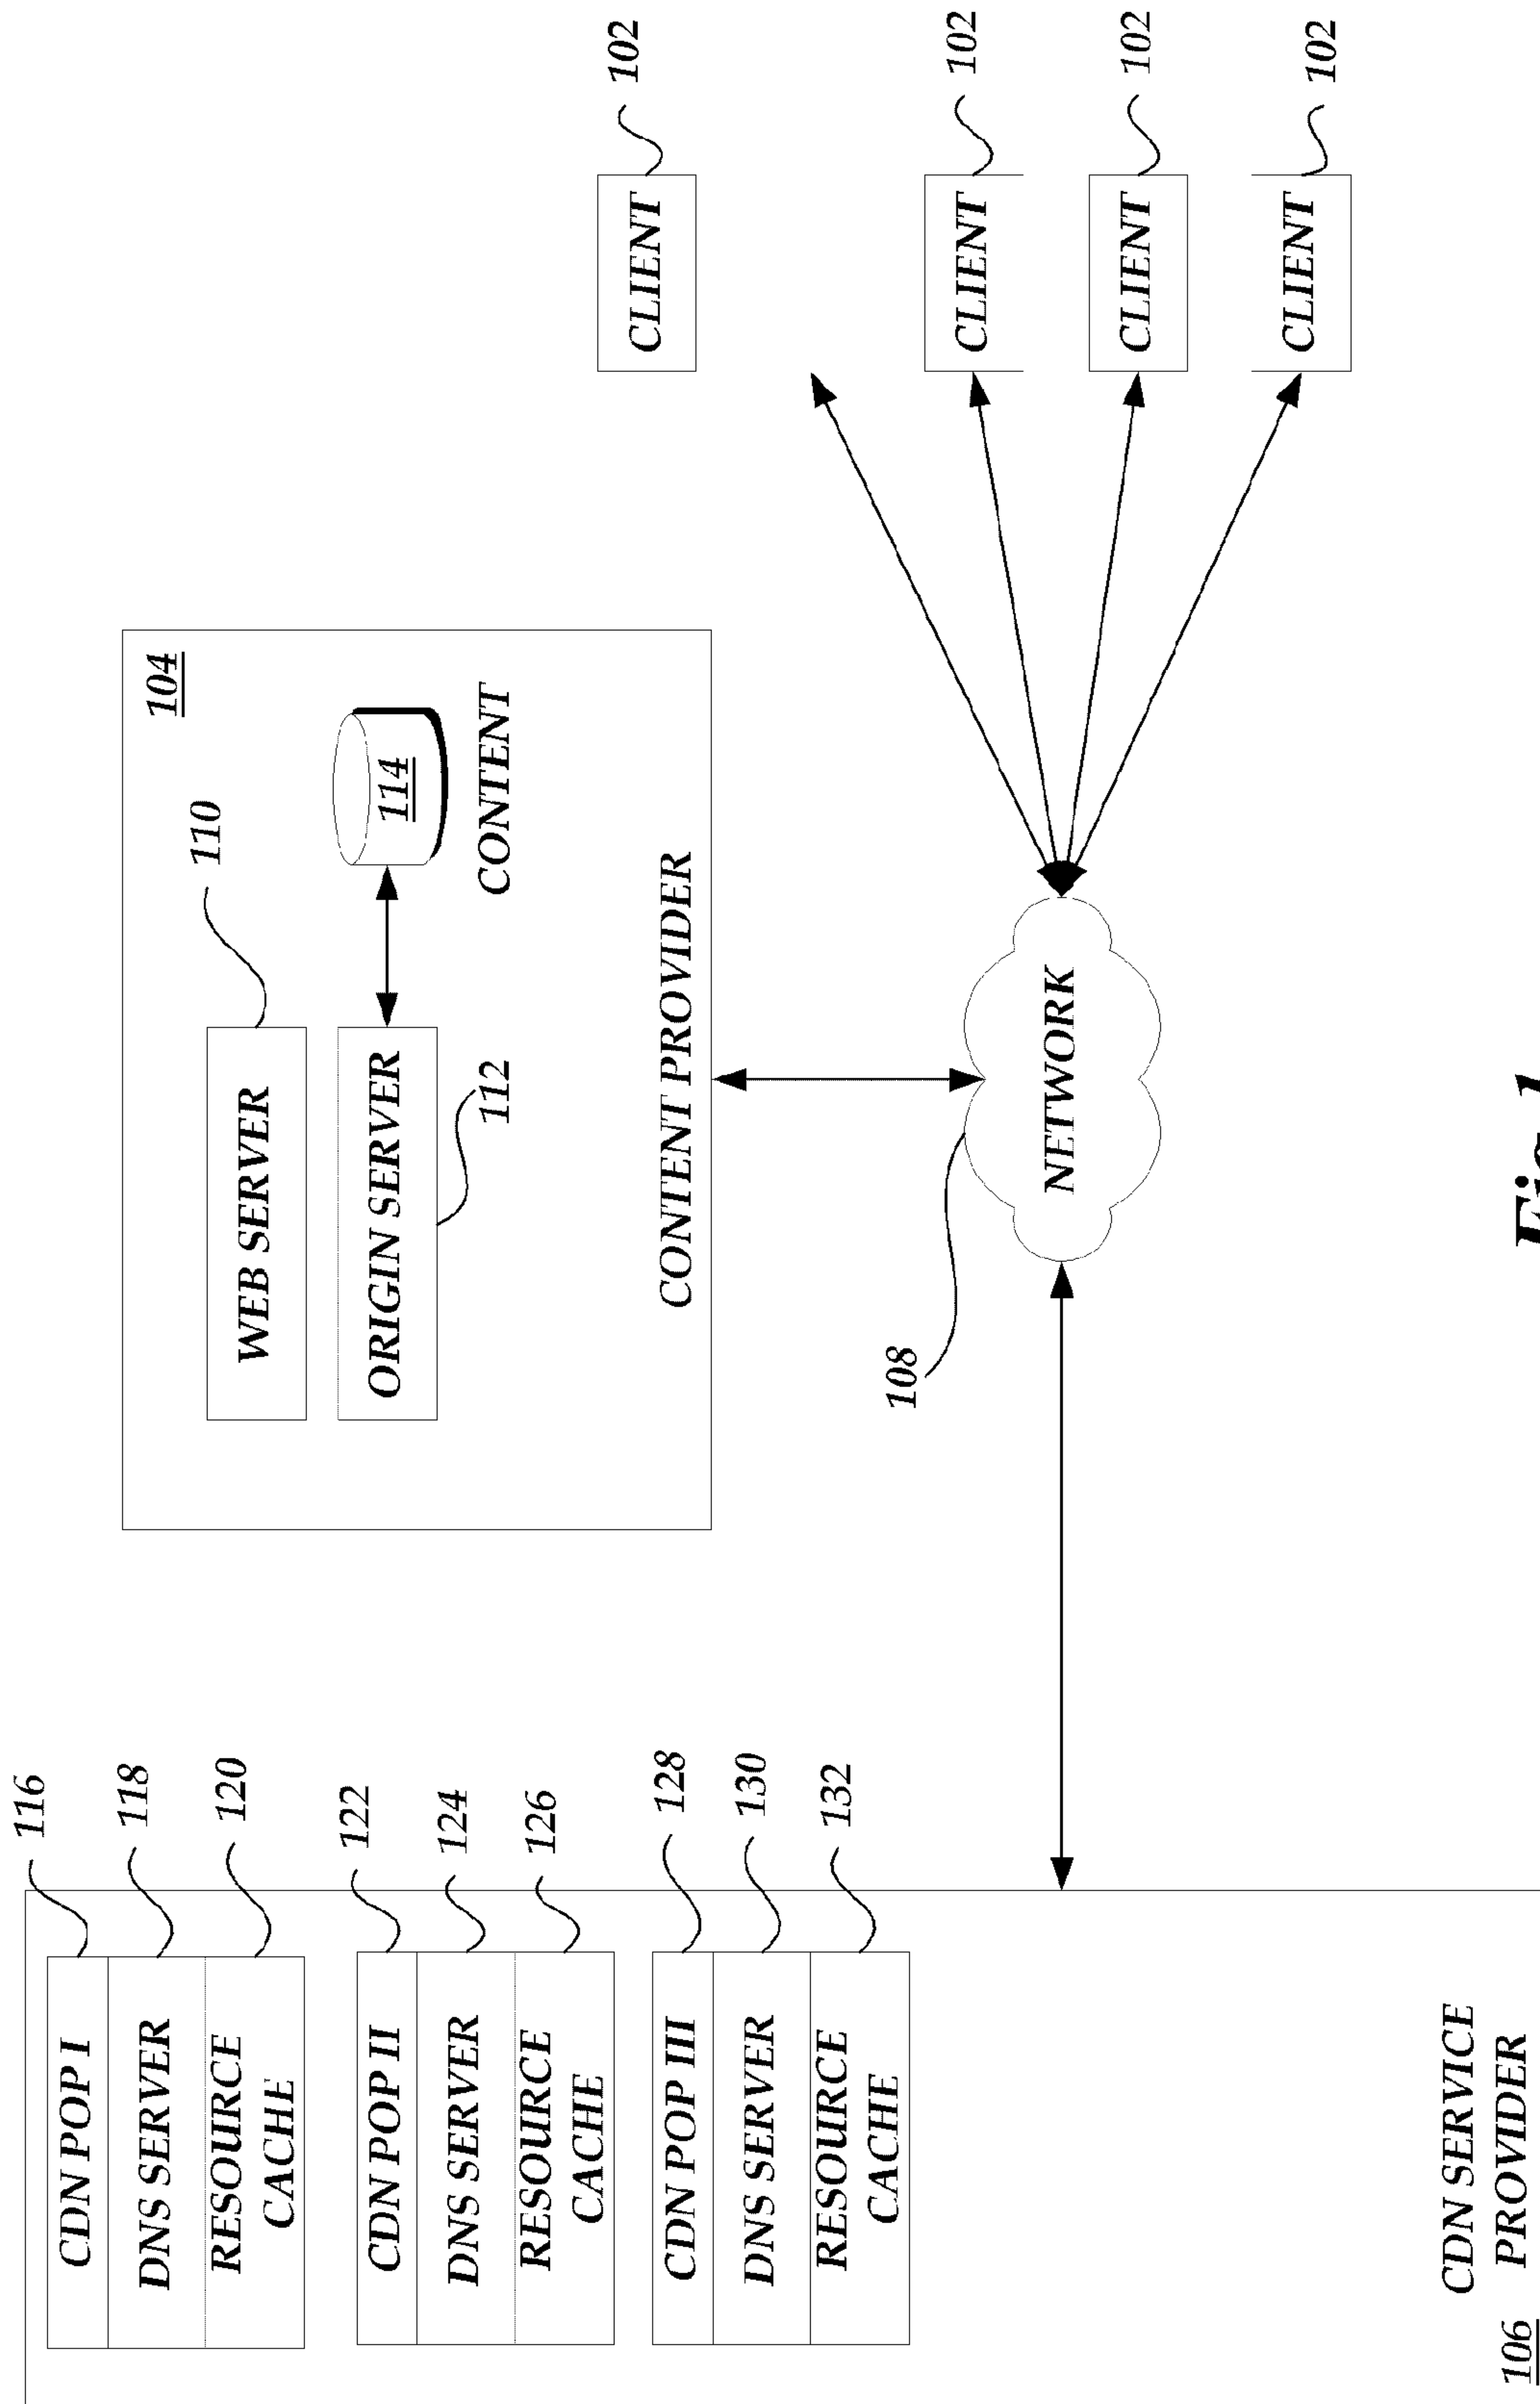 116
CDN POP I
118
DNS SERVER
120
RESOURCE
CACHE
122
CDN POP II
124
DNS SERVER
126
RESOURCE
CACHE
128
CDN POP III
130
DNS SERVER
132
RESOURCE
CACHE
CDN SERVICE
PROVIDER
106
104
110
WEB SERVER
ORIGIN SERVER
112
114
CONTENT
CONTENT PROVIDER
108
NETWORK
CLIENT
102
CLIENT
102
CLIENT
102
CLIENT
102
Fig.1